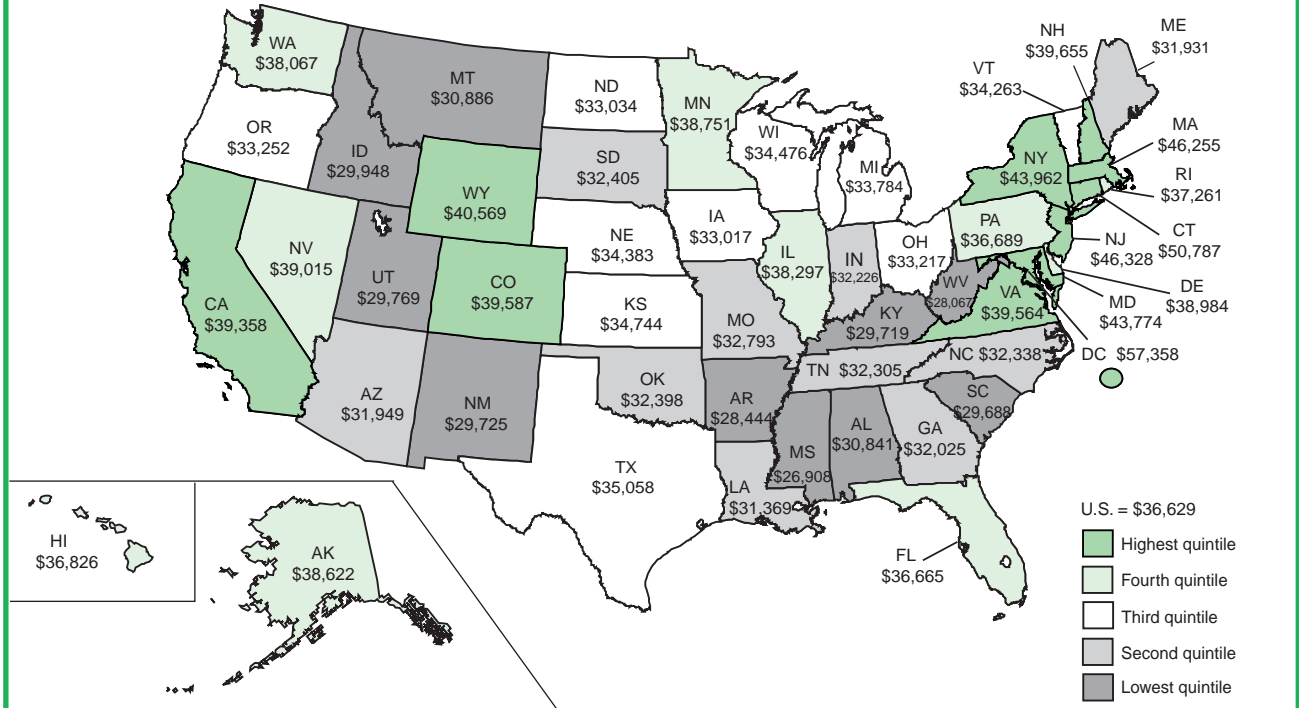 WA
$38,067
OR
$33,252
CA
$39,358
NV
$39,015
ID
$29,948
MT
$30,886
WY
$40,569
UT
$29,769
CO
$39,587
AZ
$31,949
NM
$29,725
ND
$33,034
SD
$32,405
NE
$34,383
KS
$34,744
OK
$32,398
TX
$35,058
MN
$38,751
IA
$33,017
MO
$32,793
AR
$28,444
LA
$31,369
WI
$34,476
IL
$38,297
MI
$33,784
IN
$32,226
OH
$33,217
KY
$29,719
TN $32,305
MS
$26,908
AL
$30,841
GA
$32,025
FL
$36,665
SC
$29,688
NC $32,338
WV
$28,067
VA
$39,564
PA
$36,689
NY
$43,962
VT
$34,263
NH
$39,655
ME
$31,931
MA
$46,255
RI
$37,261
CT
$50,787
NJ
$46,328
DE
$38,984
MD
$43,774
DC $57,358
HI
$36,826
AK
$38,622
U.S. = $36,629
Highest quintile
Fourth quintile
Third quintile
Second quintile
Lowest quintile